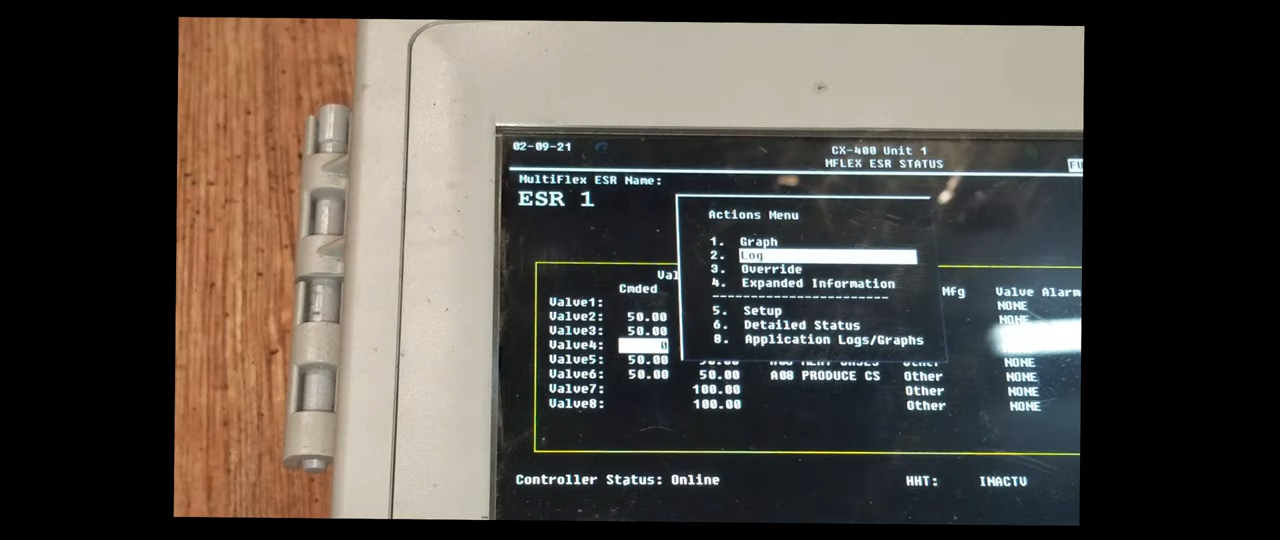 02-09-21
CX-400 Unit 1
MFLEX ESR STATUS
MultiFlex ESR Name:
ESR 1
Actions Menu
1. Graph
2. Log
3. Override
4. Expanded Information
--------------------
5. Setup
6. Detailed Status
8. Application Logs/Graphs
Cmded Mfg Valve Alarm
Valve1: NONE
Valve2: 50.00 NONE
Valve3: 50.00
Valve4: 0
Valve5: 50.00 NONE
Valve6: 50.00 50.00 A08 PRODUCE CS Other NONE
Valve7: 100.00 Other NONE
Valve8: 100.00 Other NONE
Controller Status: Online HHT: INACTV